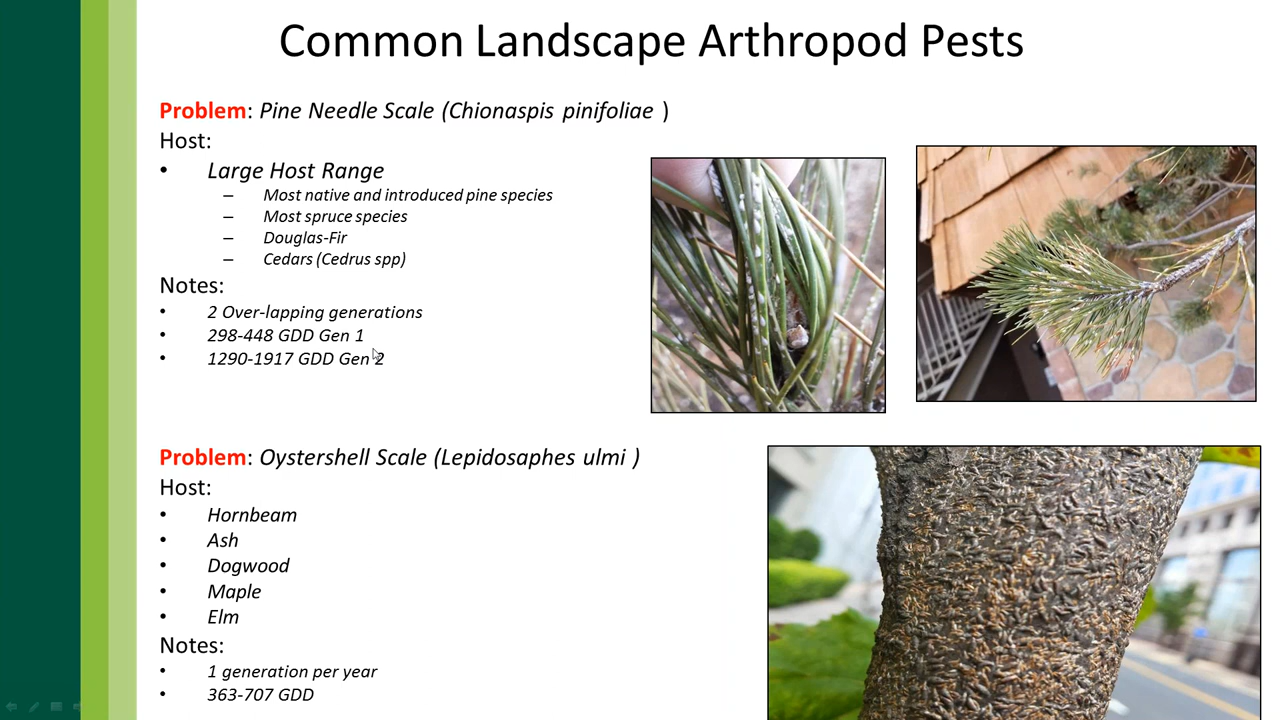 Common Landscape Arthropod Pests
Problem: Pine Needle Scale (Chionaspis pinifoliae )
Host:
• Large Host Range
– Most native and introduced pine species
– Most spruce species
– Douglas-Fir
– Cedars (Cedrus spp)
Notes:
• 2 Over-lapping generations
• 298-448 GDD Gen 1
• 1290-1917 GDD Gen 2
Problem: Oystershell Scale (Lepidosaphes ulmi )
Host:
• Hornbeam
• Ash
• Dogwood
• Maple
• Elm
Notes:
• 1 generation per year
• 363-707 GDD